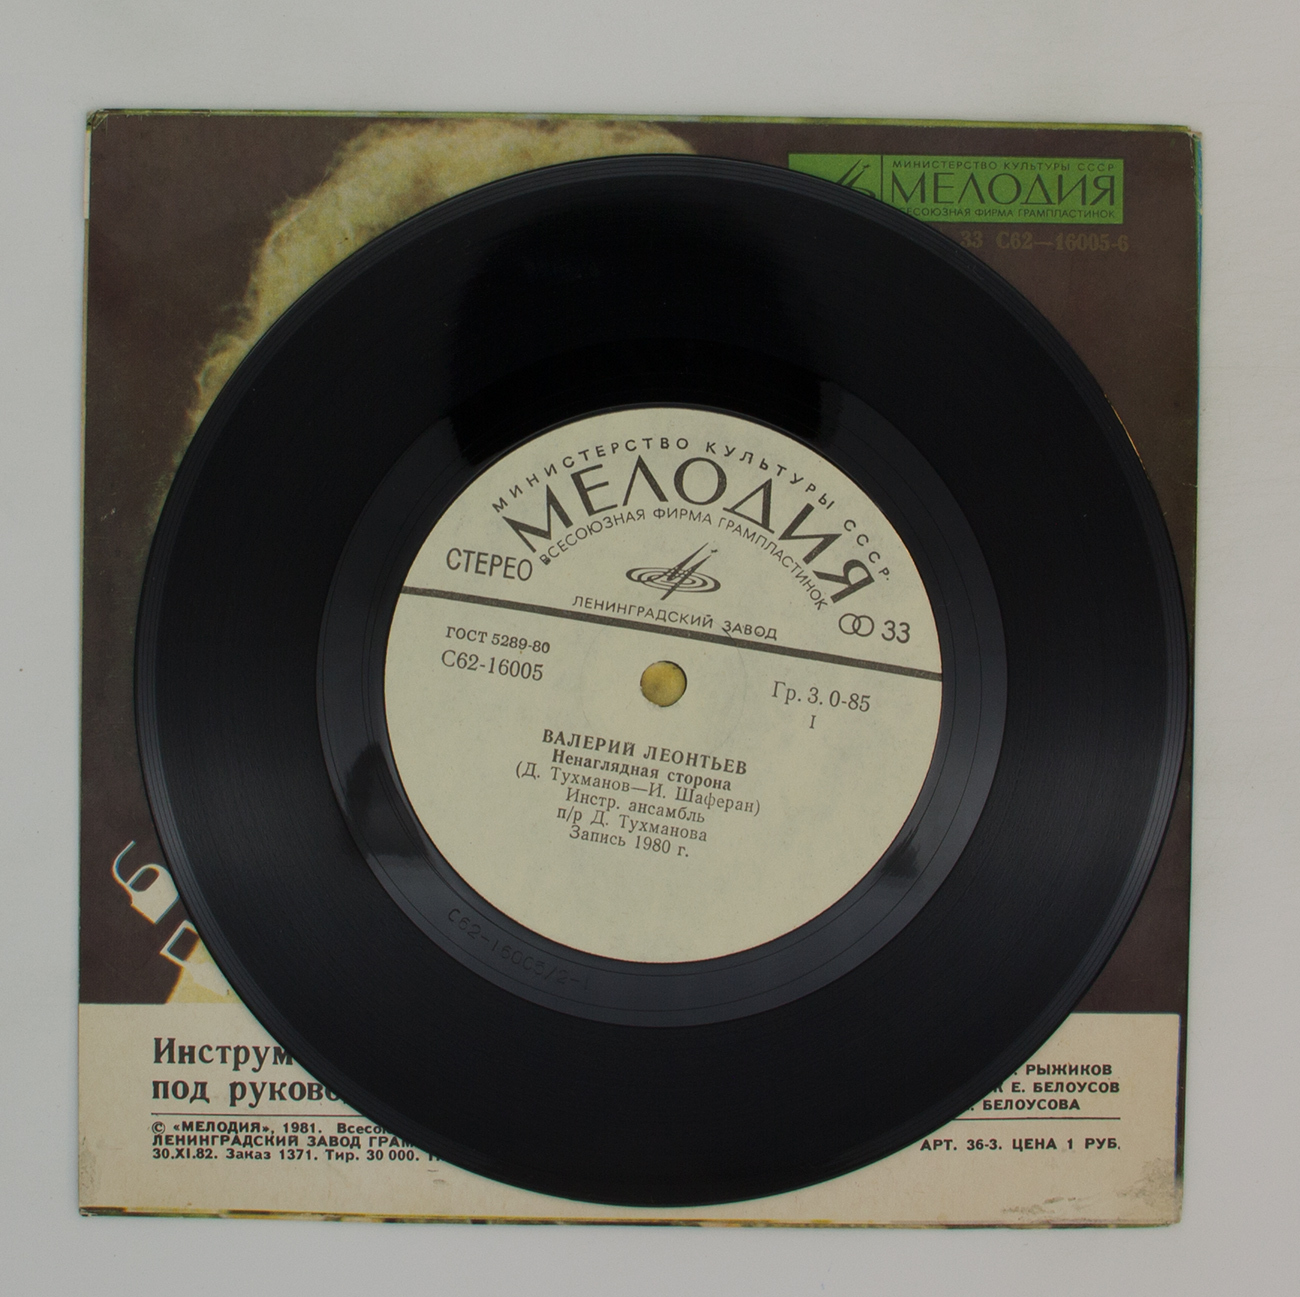 МИНИСТЕРСТВО КУЛЬТУРЫ СССР
МЕЛОДИЯ
ВСЕСОЮЗНАЯ ФИРМА ГРАМПЛАСТИНОК
33 С62—16005-6
МИНИСТЕРСТВО КУЛЬТУРЫ СССР.
МЕЛОДИЯ
ВСЕСОЮЗНАЯ ФИРМА ГРАМПЛАСТИНОК
СТЕРЕО
ЛЕНИНГРАДСКИЙ ЗАВОД
33
ГОСТ 5289-80
С62-16005
Гр. 3. 0-85
I
ВАЛЕРИЙ ЛЕОНТЬЕВ
Ненаглядная сторона
(Д. Тухманов—И. Шаферан)
Инстр. ансамбль
п/р Д. Тухманова
Запись 1980 г.
С62-16005/2-1
Инструм
под руково
© «МЕЛОДИЯ», 1981. Всесо
ЛЕНИНГРАДСКИЙ ЗАВОД ГРАМ
30.XI.82. Заказ 1371. Тир. 30 000.
РЫЖИКОВ
Е. БЕЛОУСОВ
БЕЛОУСОВА
АРТ. 36-3. ЦЕНА 1 РУБ.